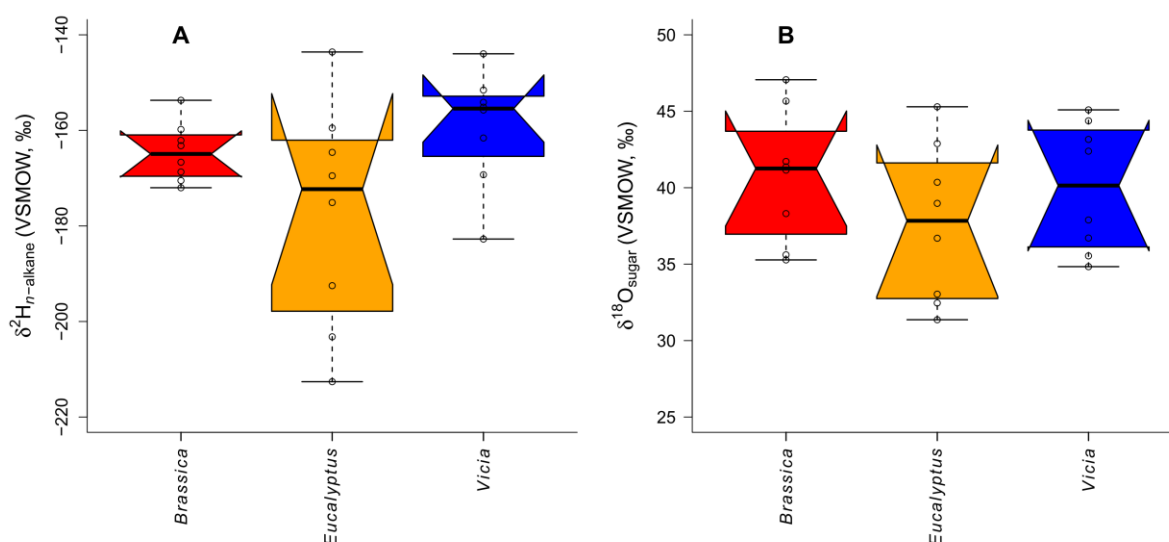 A
δ²Hn−alkane (VSMOW, ‰)
−140
−160
−180
−200
−220
Brassica
Eucalyptus
Vicia
B
δ¹⁸Osugar (VSMOW, ‰)
50
45
40
35
30
25
Brassica
Eucalyptus
Vicia